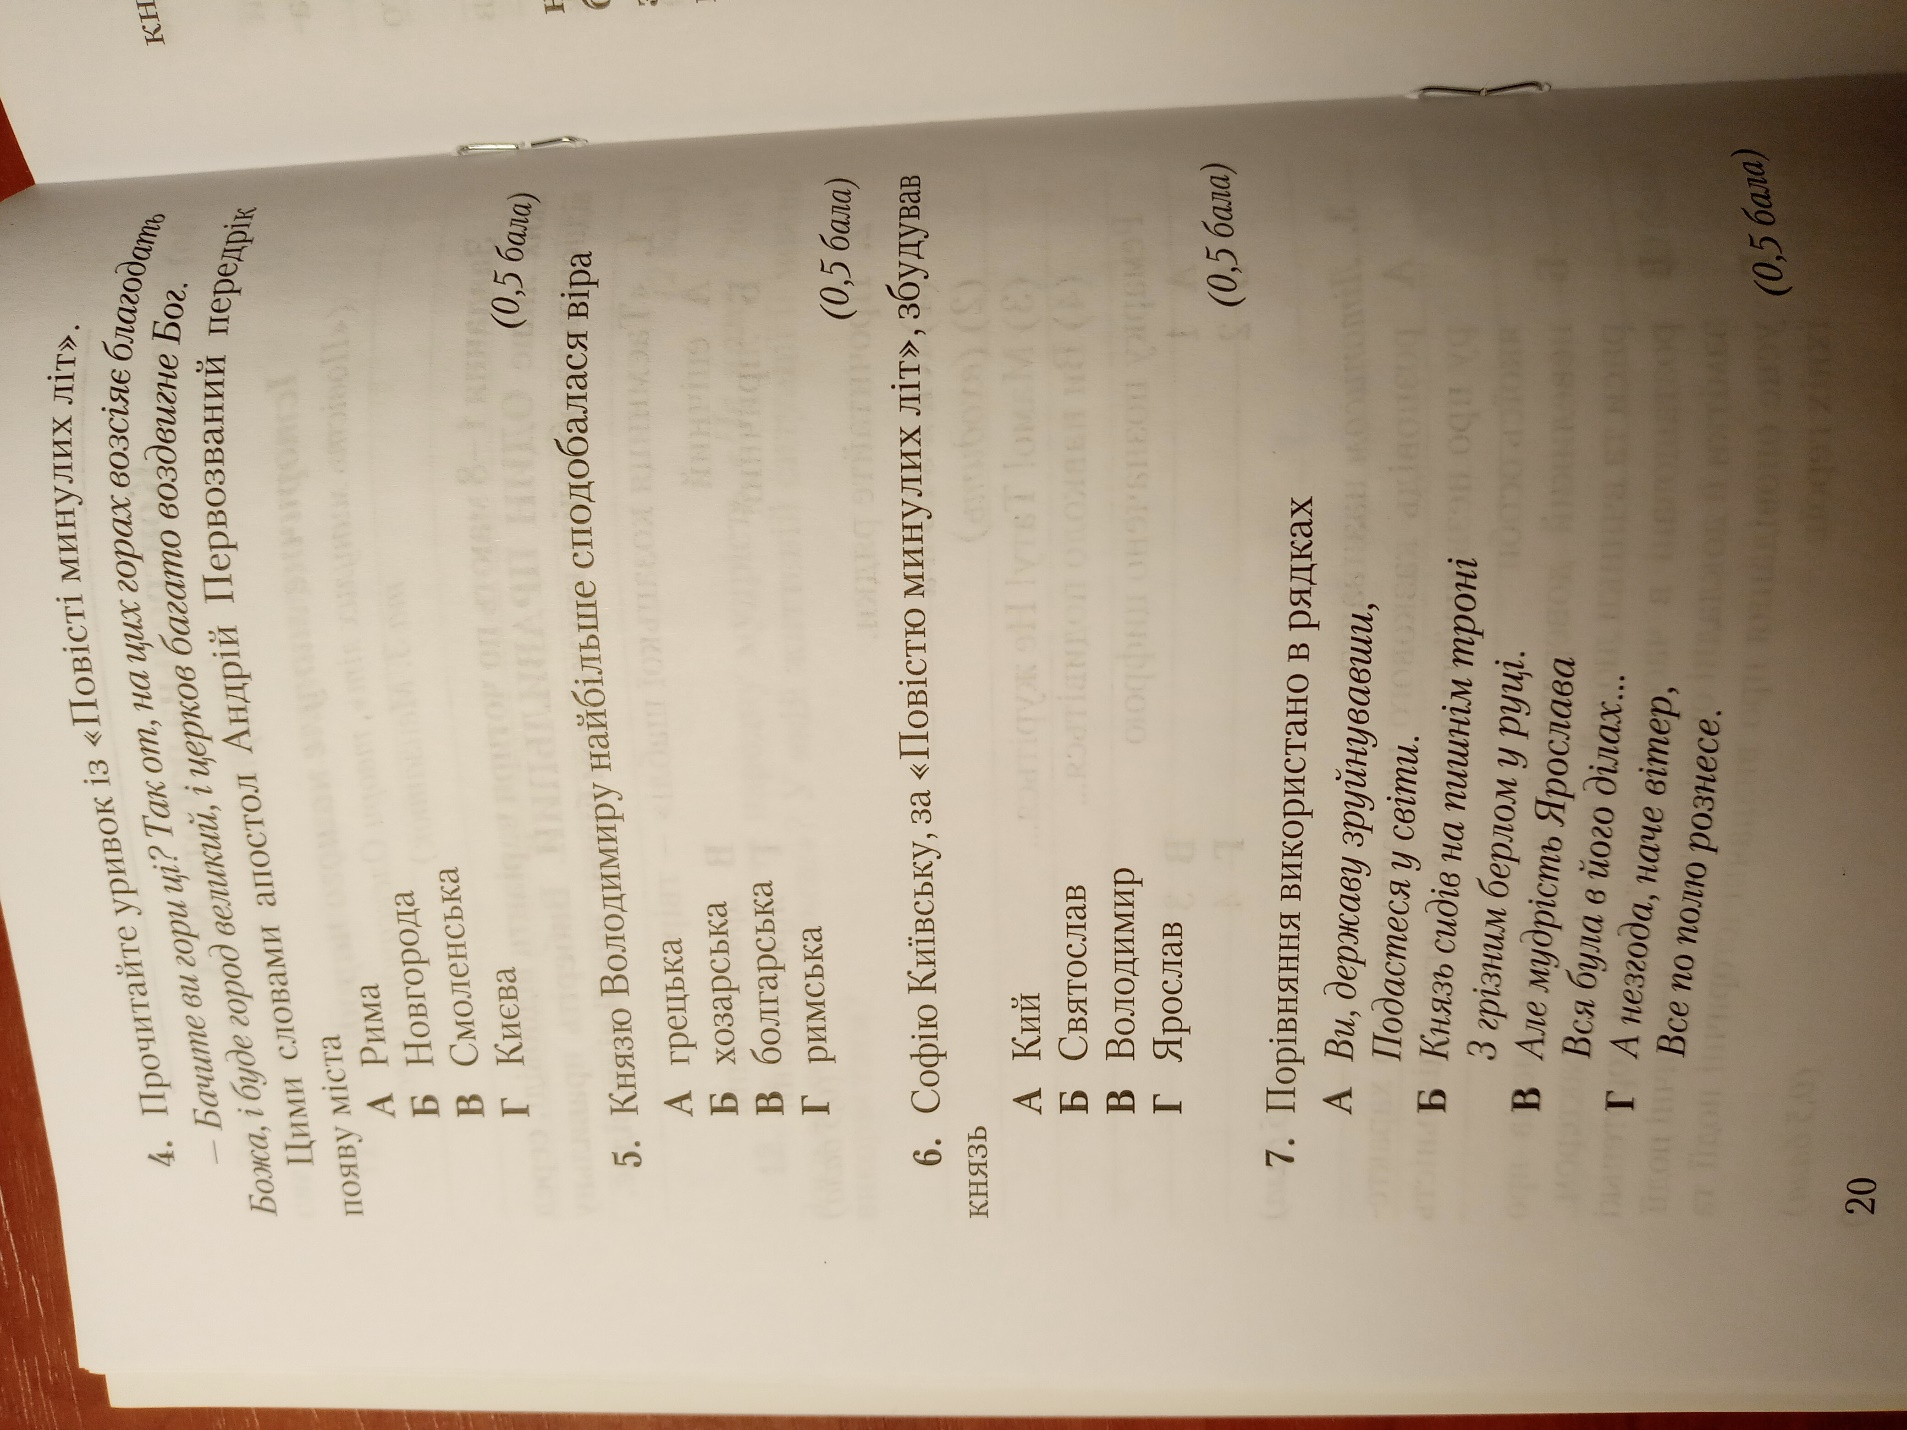 4. Прочитайте уривок із «Повісті минулих літ».
– Бачите ви гори ці? Так от, на цих горах возсіяє благодать
Божа, і буде город великий, і церков багато воздвигне Бог.
Цими словами апостол Андрій Первозваний передрік
появу міста
А Рима
Б Новгорода
В Смоленська
Г Києва
(0,5 бала)
5. Князю Володимиру найбільше сподобалася віра
А грецька
Б хозарська
В болгарська
Г римська
(0,5 бала)
6. Софію Київську, за «Повістю минулих літ», збудував
князь
А Кий
Б Святослав
В Володимир
Г Ярослав
(0,5 бала)
7. Порівняння використано в рядках
А Ви, державу зруйнувавши,
Подастеся у світи.
Б Князь сидів на пишнім троні
З грізним берлом у руці.
В Але мудрість Ярослава
Вся була в його ділах...
Г А незгода, наче вітер,
Все по полю рознесе.
(0,5 бала)
20